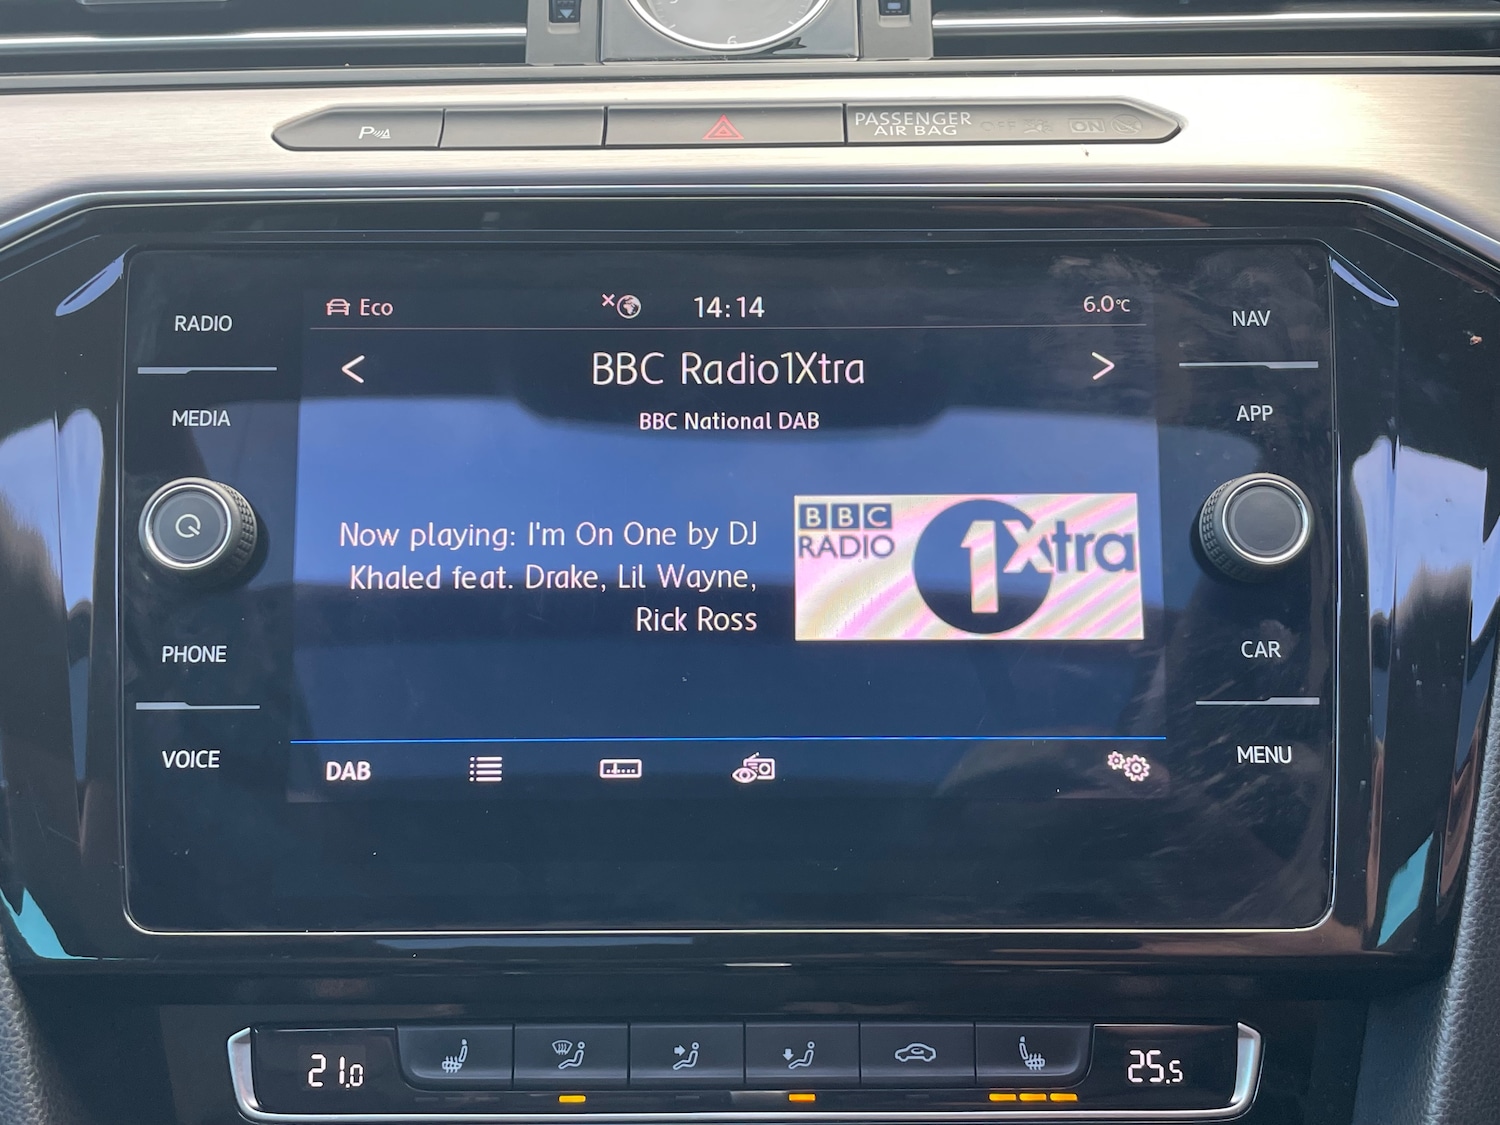 6
P
PASSENGER
AIR BAG OFF ON
RADIO
MEDIA
PHONE
VOICE
Eco 14:14 6.0°C
< BBC Radio1Xtra >
BBC National DAB
Now playing: I'm On One by DJ
Khaled feat. Drake, Lil Wayne,
Rick Ross
BBC
RADIO
1Xtra
DAB
NAV
APP
CAR
MENU
21.0
25.5